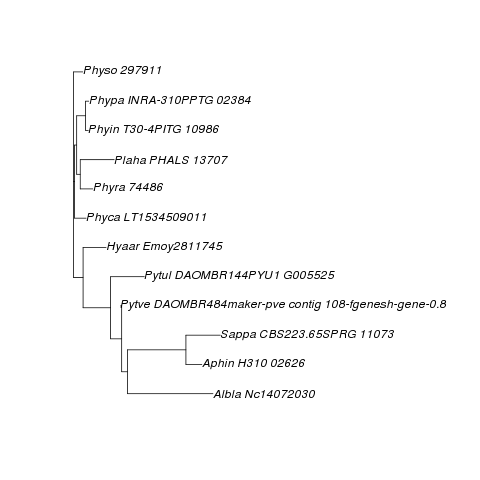 Physo 297911
Phypa INRA-310PPTG 02384
Phyin T30-4PITG 10986
Plaha PHALS 13707
Phyra 74486
Phyca LT1534509011
Hyaar Emoy2811745
Pytul DAOMBR144PYU1 G005525
Pytve DAOMBR484maker-pve contig 108-fgenesh-gene-0.8
Sappa CBS223.65SPRG 11073
Aphin H310 02626
Albla Nc14072030